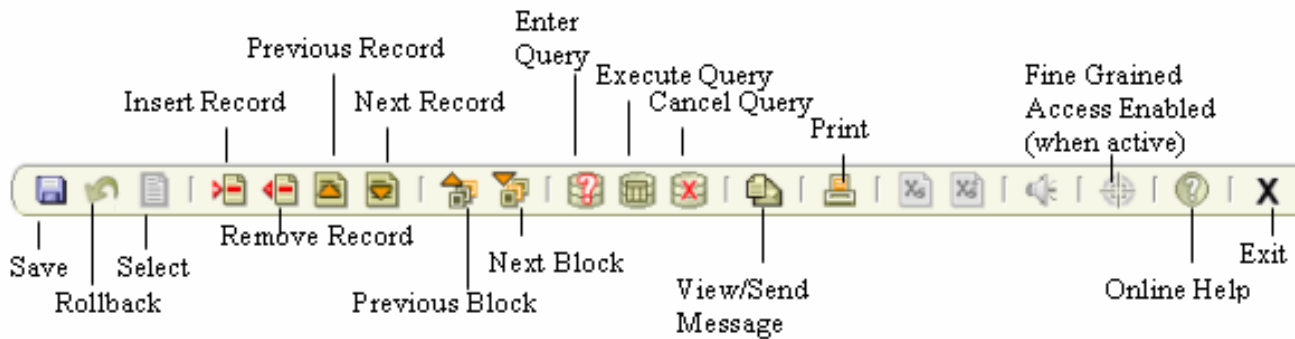 Enter
Query
Previous Record
Execute Query
Fine Grained
Access Enabled
(when active)
Insert Record
Next Record
Cancel Query
Print
Remove Record
Save
Select
Next Block
Exit
Rollback
Previous Block
View/Send
Message
Online Help